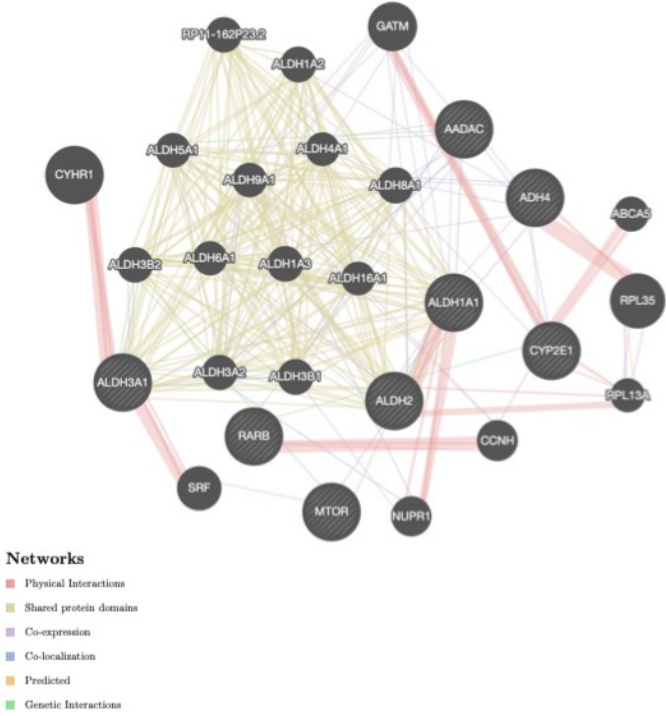 RP11-162P23.2
GATM
ALDH1A2
AADAC
ALDH5A1
ALDH4A1
CYHR1
ALDH9A1
ALDH8A1
ADH4
ABCA5
ALDH3B2
ALDH6A1
ALDH1A3
ALDH16A1
ALDH1A1
RPL35
CYP2E1
ALDH3A1
ALDH3A2
ALDH3B1
ALDH2
RPL13A
RARB
CCNH
SRF
MTOR
NUPR1
Networks
Physical Interactions
Shared protein domains
Co-expression
Co-localization
Predicted
Genetic Interactions